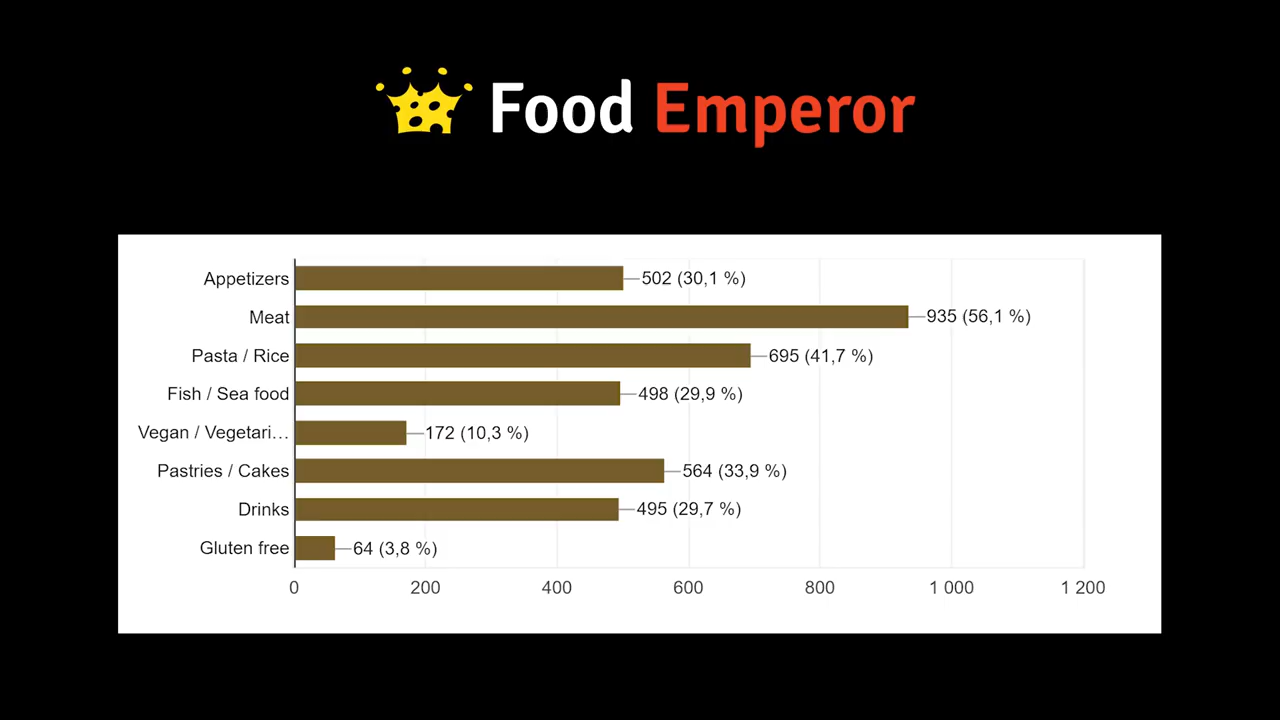 Food Emperor
Appetizers 502 (30,1 %)
Meat 935 (56,1 %)
Pasta / Rice 695 (41,7 %)
Fish / Sea food 498 (29,9 %)
Vegan / Vegetari… 172 (10,3 %)
Pastries / Cakes 564 (33,9 %)
Drinks 495 (29,7 %)
Gluten free 64 (3,8 %)
0 200 400 600 800 1 000 1 200